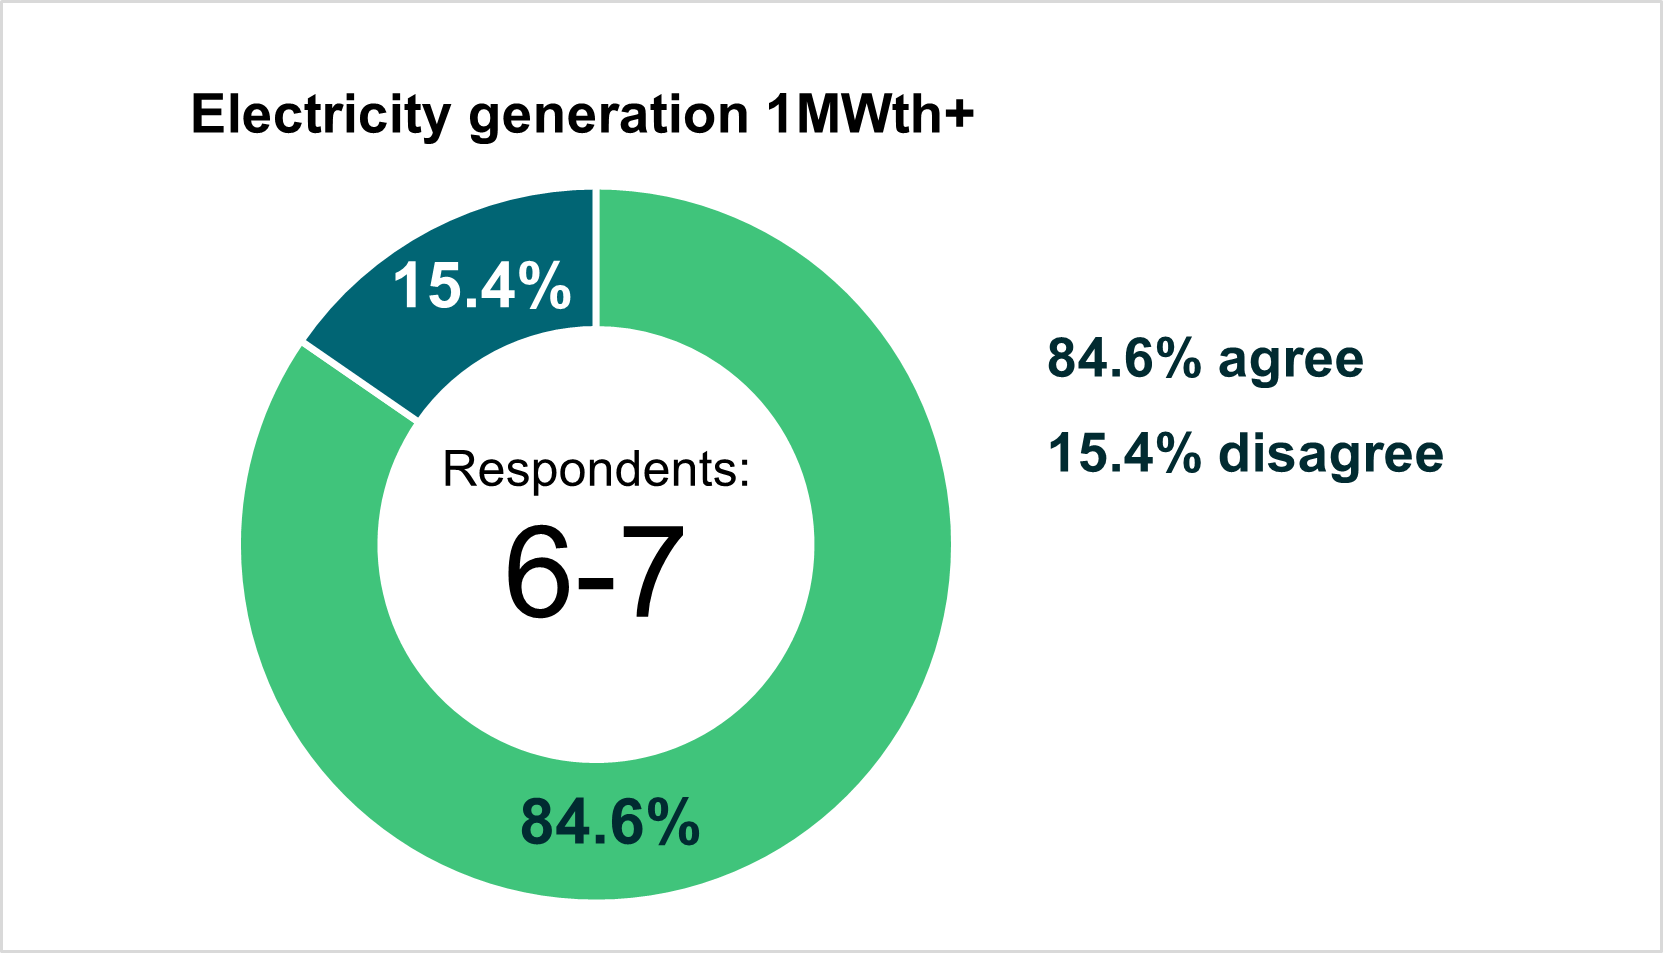 Electricity generation 1MWth+
15.4%
84.6% agree
15.4% disagree
Respondents:
6-7
84.6%